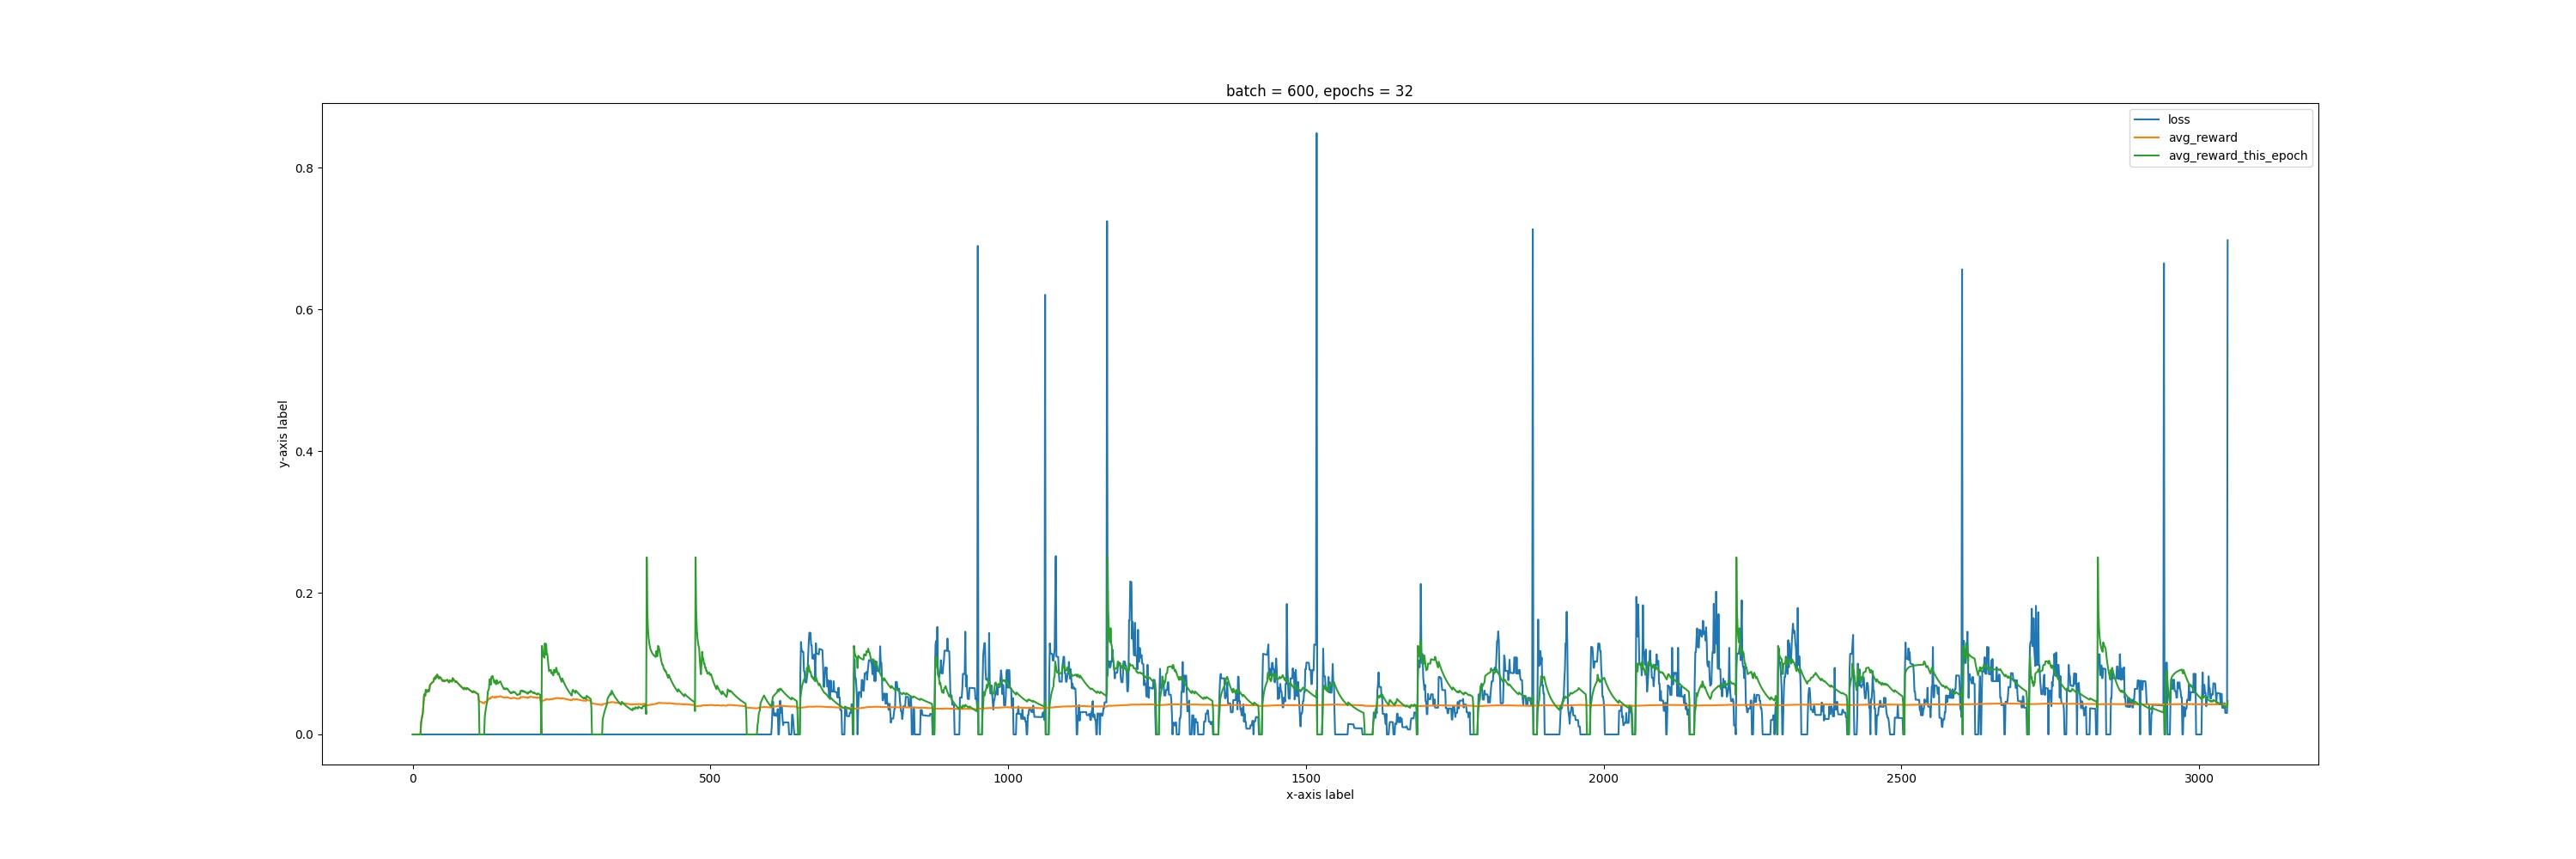 batch = 600, epochs = 32
loss
avg_reward
avg_reward_this_epoch
y-axis label
0.8
0.6
0.4
0.2
0.0
0 500 1000 1500 2000 2500 3000
x-axis label